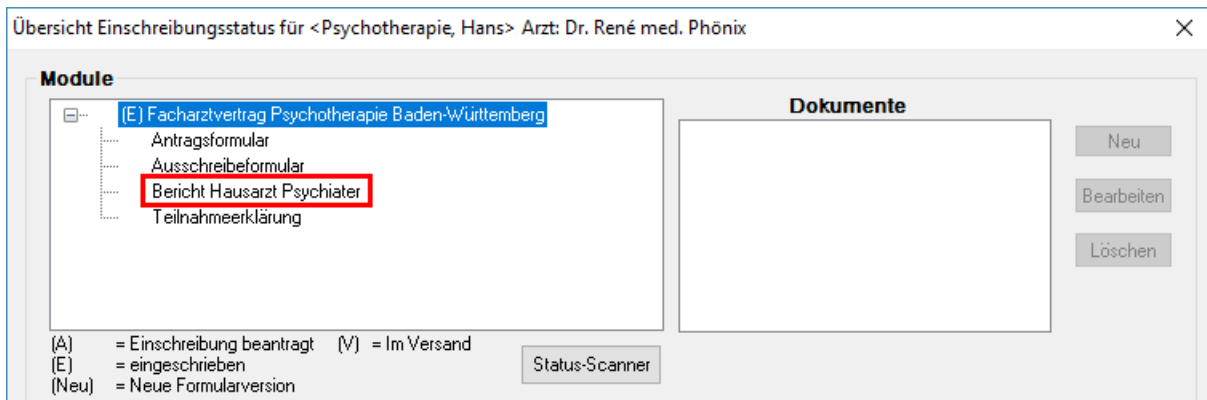 Übersicht Einschreibungsstatus für <Psychotherapie, Hans> Arzt: Dr. René med. Phönix
Module
(E) Facharztvertrag Psychotherapie Baden-Württemberg
Antragsformular
Ausschreibeformular
Bericht Hausarzt Psychiater
Teilnahmeerklärung
Dokumente
Neu
Bearbeiten
Löschen
(A) = Einschreibung beantragt (V) = Im Versand
(E) = eingeschrieben
(Neu) = Neue Formularversion
Status-Scanner